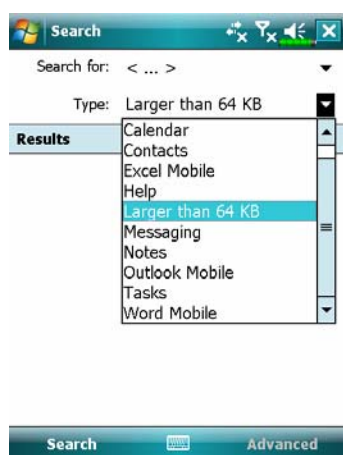 Search
Search for: < ... >
Type: Larger than 64 KB
Results
Calendar
Contacts
Excel Mobile
Help
Larger than 64 KB
Messaging
Notes
Outlook Mobile
Tasks
Word Mobile
Search Advanced